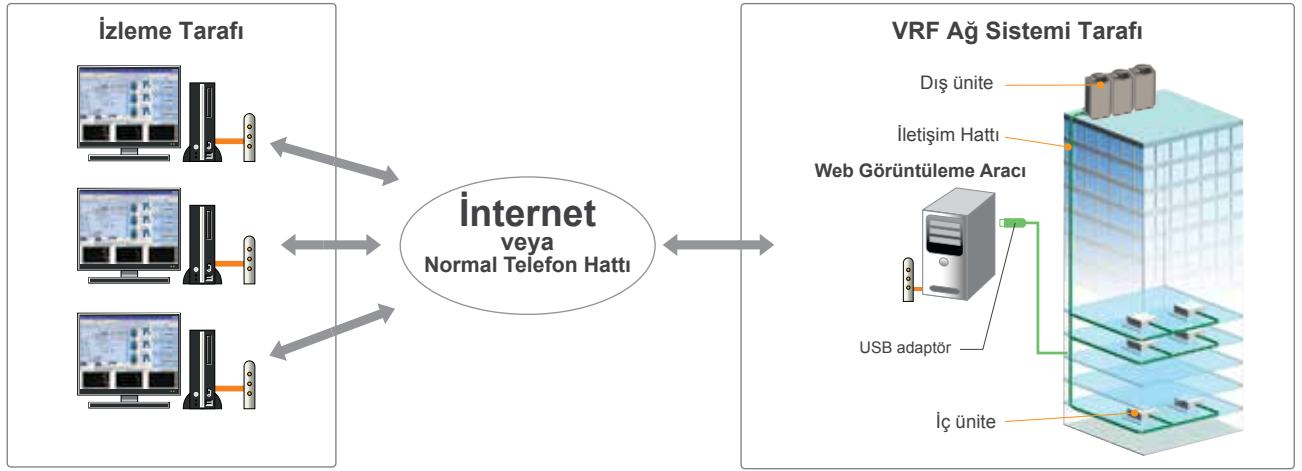 İzleme Tarafı
İnternet
veya
Normal Telefon Hattı
VRF Ağ Sistemi Tarafı
Dış ünite
İletişim Hattı
Web Görüntüleme Aracı
USB adaptör
İç ünite